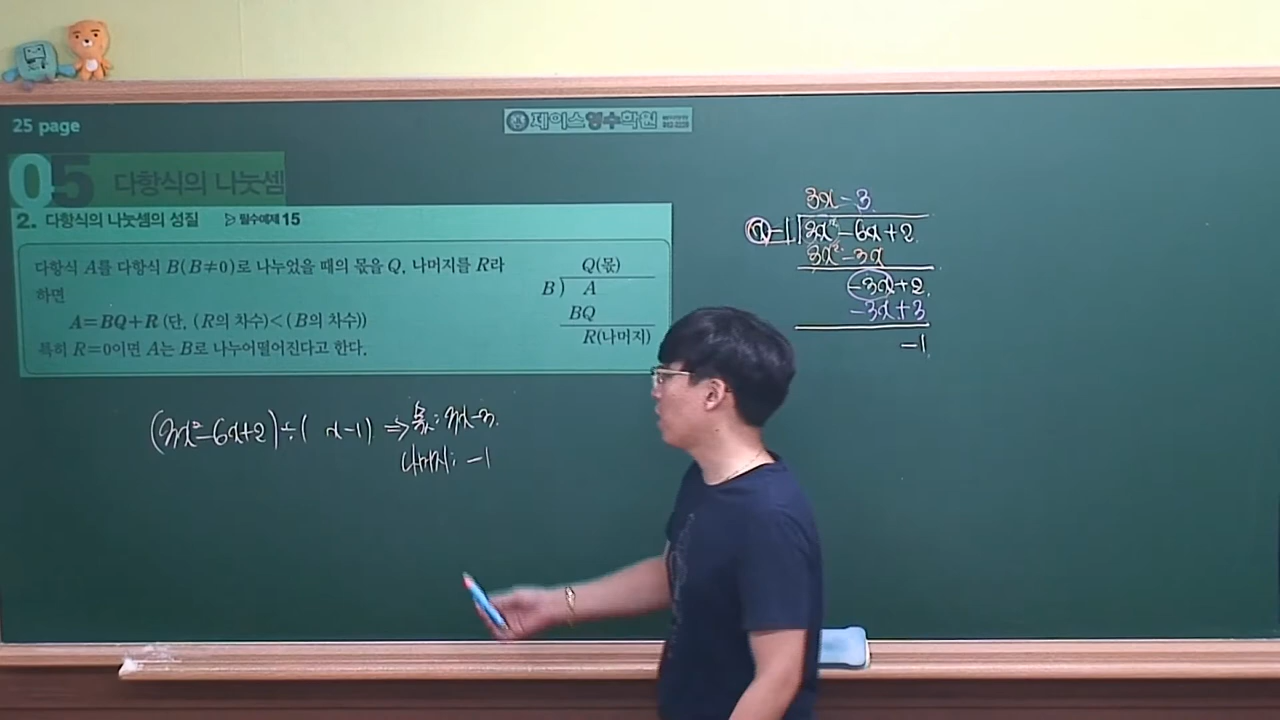 25 page
제이스영수학원
05 다항식의 나눗셈
2. 다항식의 나눗셈의 성질 ▷ 필수예제 15
다항식 A를 다항식 B(B≠0)로 나누었을 때의 몫을 Q, 나머지를 R라
하면
A=BQ+R (단, (R의 차수)<(B의 차수))
특히 R=0이면 A는 B로 나누어떨어진다고 한다.
Q(몫)
B) A
BQ
R(나머지)
(3x²-6x+2)÷( x-1) ⇒ 몫: 3x-3.
나머지: -1
3x-3
x-1)3x²-6x+2
3x²-3x
-3x+2
-3x+3
-1